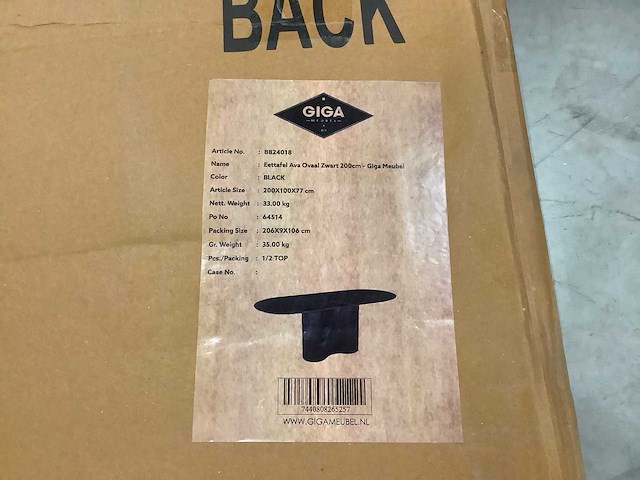 BACK
GIGA
Article No. : 8824018
Name : Eettafel Ava Ovaal Zwart 200cm - Giga Meubel
Color : BLACK
Article Size : 200X100X77 cm
Nett. Weight : 33.00 kg
Po No : 64514
Packing Size : 206X9X106 cm
Gr. Weight : 35.00 kg
Pcs./Packing : 1/2 TOP
Case No. :
7440808265257
WWW.GIGAMEUBEL.NL